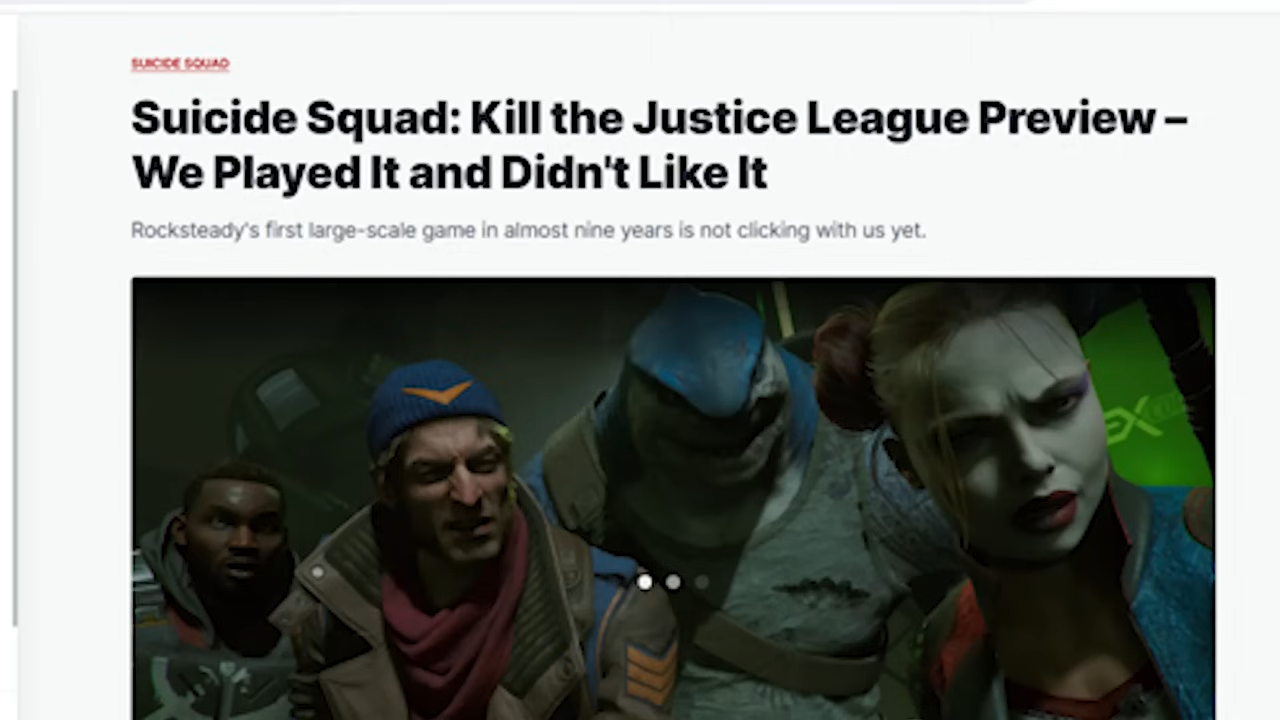 SUICIDE SQUAD
Suicide Squad: Kill the Justice League Preview –
We Played It and Didn't Like It
Rocksteady's first large-scale game in almost nine years is not clicking with us yet.